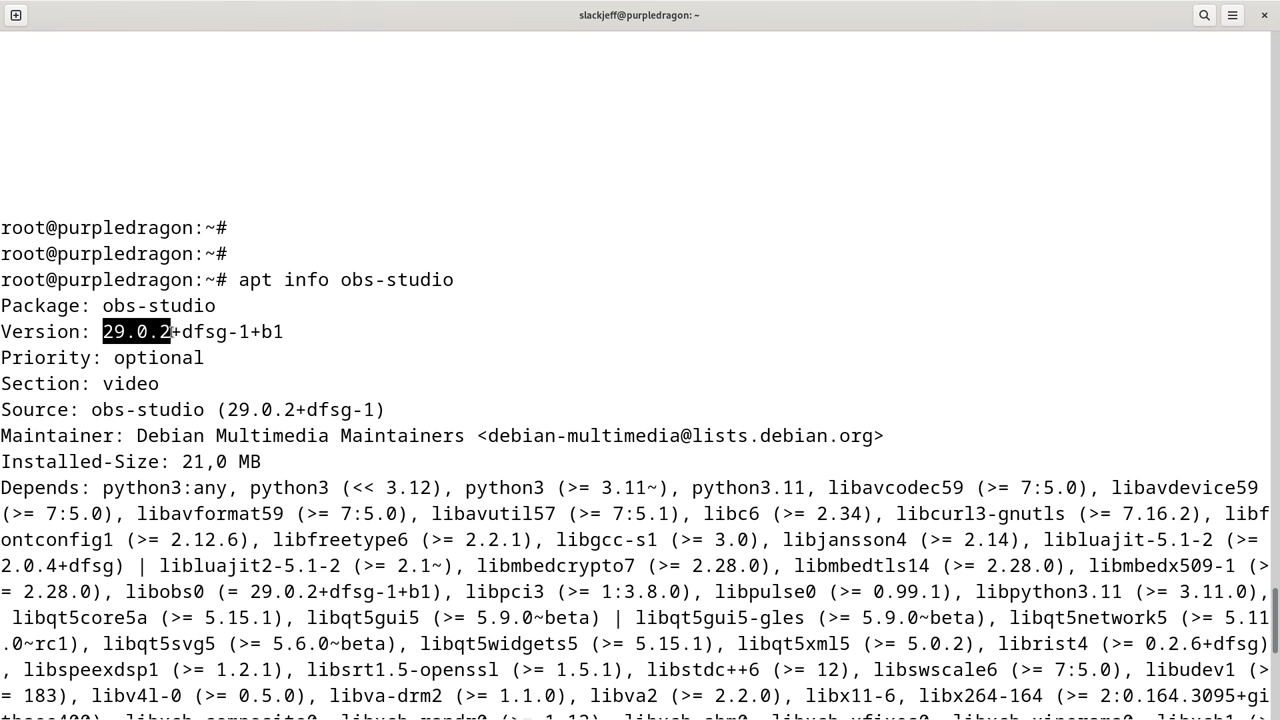 slackjeff@purpledragon: ~
root@purpledragon:~#
root@purpledragon:~#
root@purpledragon:~# apt info obs-studio
Package: obs-studio
Version: 29.0.2+dfsg-1+b1
Priority: optional
Section: video
Source: obs-studio (29.0.2+dfsg-1)
Maintainer: Debian Multimedia Maintainers <debian-multimedia@lists.debian.org>
Installed-Size: 21,0 MB
Depends: python3:any, python3 (<< 3.12), python3 (>= 3.11~), python3.11, libavcodec59 (>= 7:5.0), libavdevice59
(>= 7:5.0), libavformat59 (>= 7:5.0), libavutil57 (>= 7:5.1), libc6 (>= 2.34), libcurl3-gnutls (>= 7.16.2), libf
ontconfig1 (>= 2.12.6), libfreetype6 (>= 2.2.1), libgcc-s1 (>= 3.0), libjansson4 (>= 2.14), libluajit-5.1-2 (>=
2.0.4+dfsg) | libluajit2-5.1-2 (>= 2.1~), libmbedcrypto7 (>= 2.28.0), libmbedtls14 (>= 2.28.0), libmbedx509-1 (>
= 2.28.0), libobs0 (= 29.0.2+dfsg-1+b1), libpci3 (>= 1:3.8.0), libpulse0 (>= 0.99.1), libpython3.11 (>= 3.11.0),
libqt5core5a (>= 5.15.1), libqt5gui5 (>= 5.9.0~beta) | libqt5gui5-gles (>= 5.9.0~beta), libqt5network5 (>= 5.11
.0~rc1), libqt5svg5 (>= 5.6.0~beta), libqt5widgets5 (>= 5.15.1), libqt5xml5 (>= 5.0.2), librist4 (>= 0.2.6+dfsg)
, libspeexdsp1 (>= 1.2.1), libsrt1.5-openssl (>= 1.5.1), libstdc++6 (>= 12), libswscale6 (>= 7:5.0), libudev1 (>
= 183), libv4l-0 (>= 0.5.0), libva-drm2 (>= 1.1.0), libva2 (>= 2.2.0), libx11-6, libx264-164 (>= 2:0.164.3095+gi